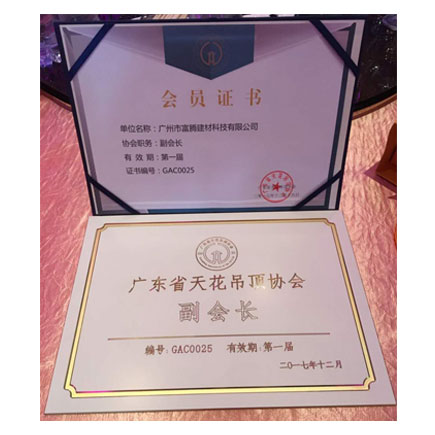 会员证书
单位名称：广州市富腾建材科技有限公司
协会职务：副会长
有效期：第一届
证书编号：GAC0025
广东省天花吊顶协会
副会长
编号：GAC0025 有效期：第一届
二〇一七年十二月